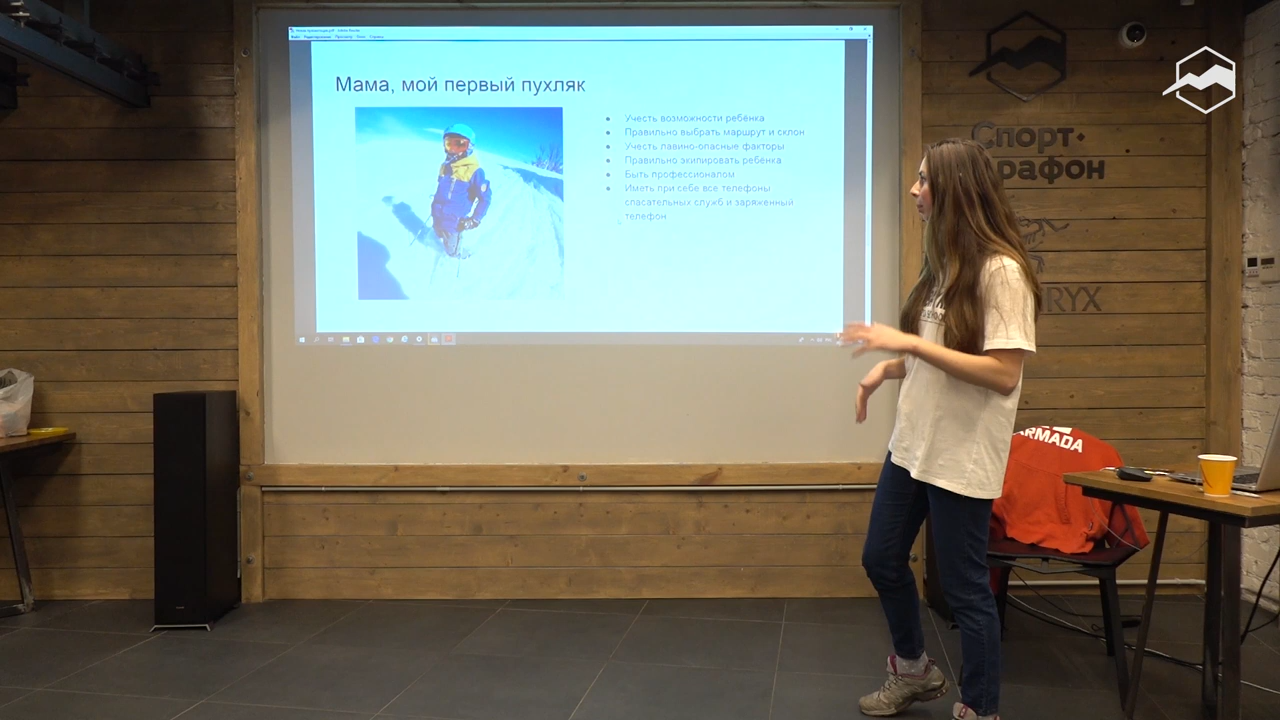 Мама, мой первый пухляк
Учесть возможности ребёнка
Правильно выбрать маршрут и склон
Учесть лавино-опасные факторы
Правильно экипировать ребёнка
Быть профессионалом
Иметь при себе все телефоны
спасательных служб и заряженный
телефон
Спорт-
рафон
RYX
ARMADA